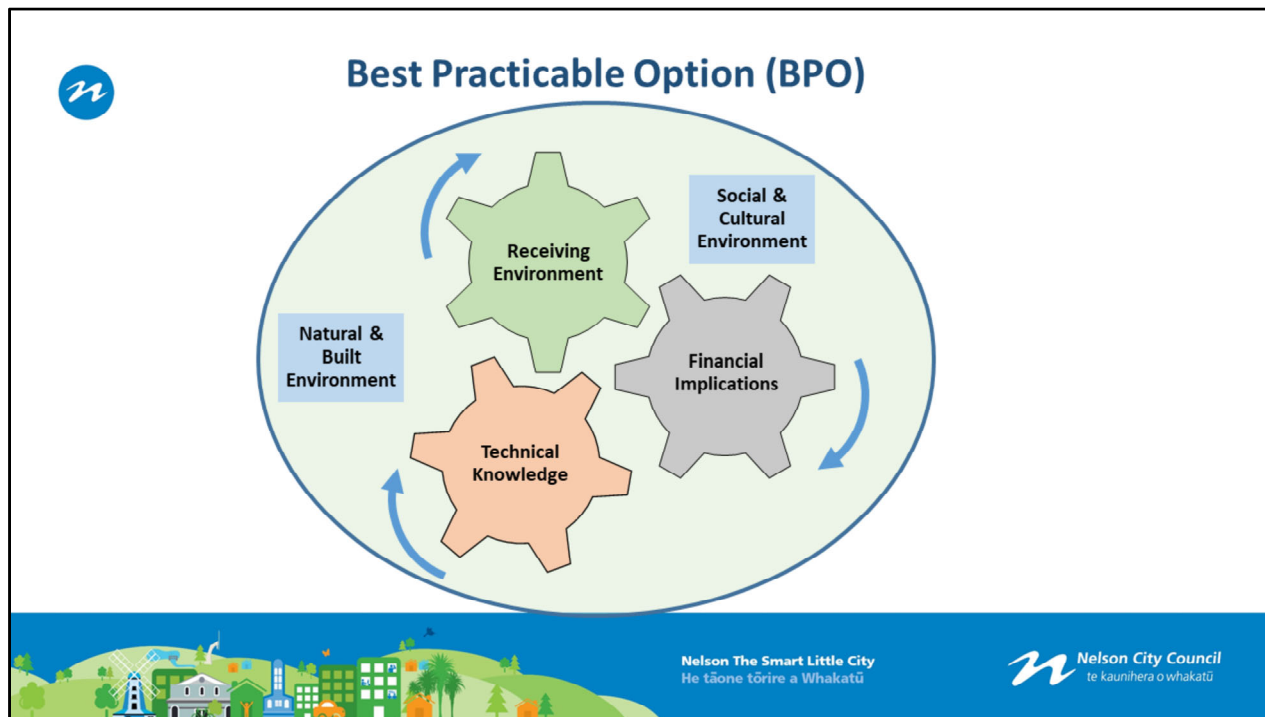 Best Practicable Option (BPO)
Receiving
Environment
Social &
Cultural
Environment
Natural &
Built
Environment
Financial
Implications
Technical
Knowledge
Nelson The Smart Little City
He tāone tōrire a Whakatū
Nelson City Council
te kaunihera o whakatū